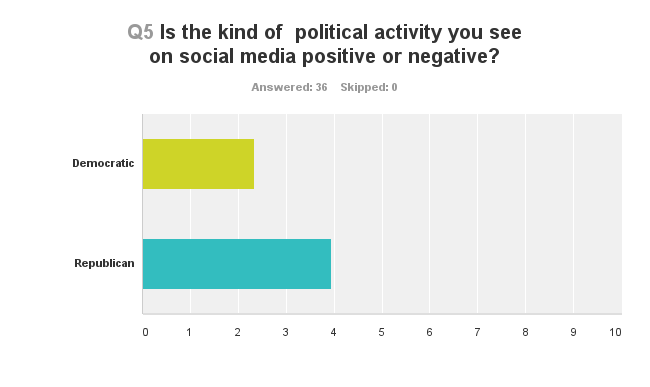 Q5 Is the kind of  political activity you see
on social media positive or negative?
Answered: 36    Skipped: 0
Democratic
Republican
0 1 2 3 4 5 6 7 8 9 10